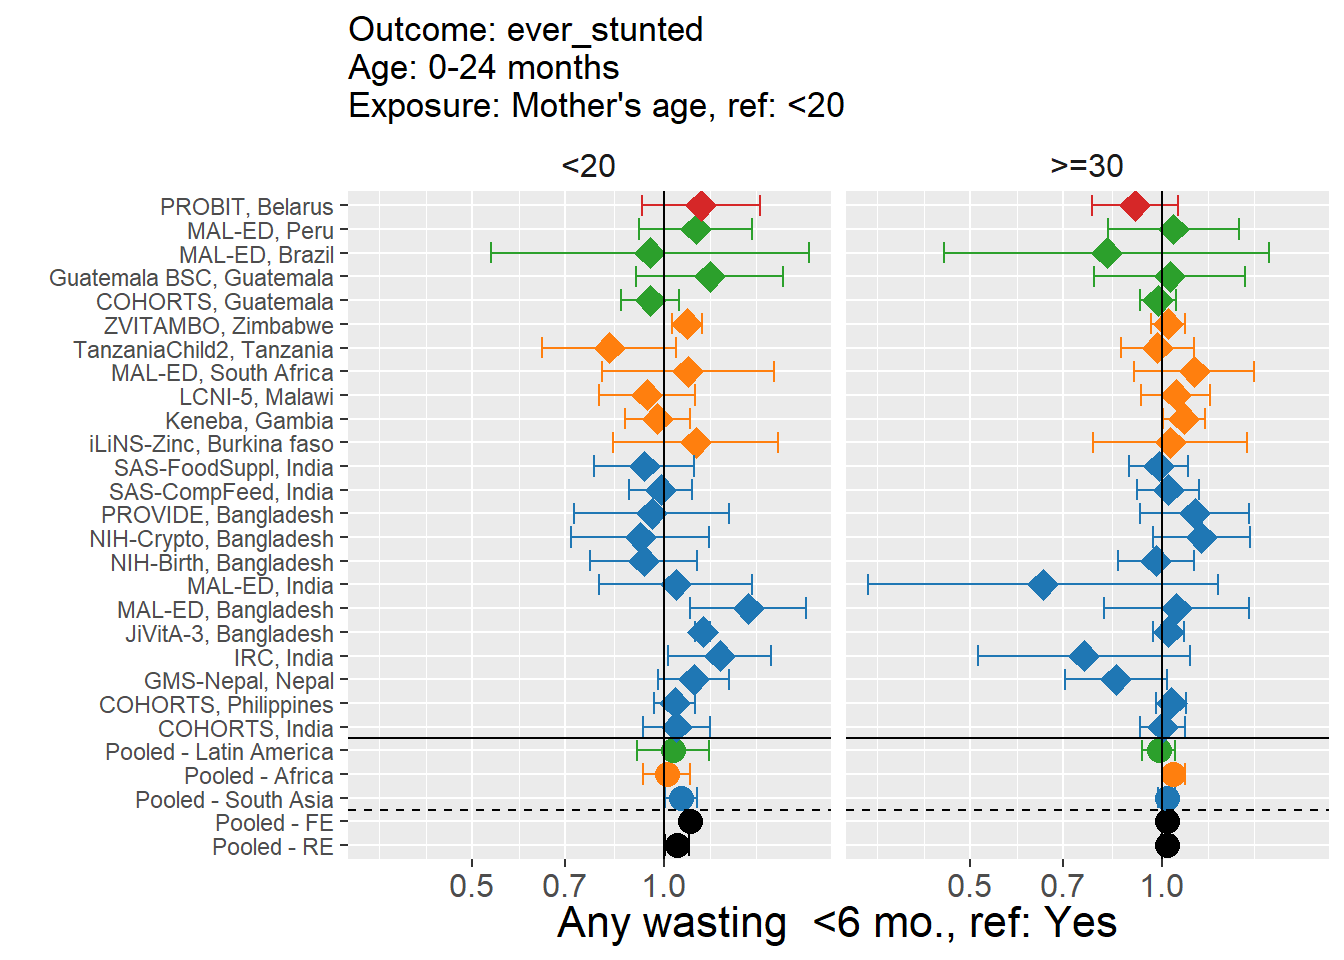 Outcome: ever_stunted
Age: 0-24 months
Exposure: Mother's age, ref: <20
<20
>=30
PROBIT, Belarus
MAL-ED, Peru
MAL-ED, Brazil
Guatemala BSC, Guatemala
COHORTS, Guatemala
ZVITAMBO, Zimbabwe
TanzaniaChild2, Tanzania
MAL-ED, South Africa
LCNI-5, Malawi
Keneba, Gambia
iLiNS-Zinc, Burkina faso
SAS-FoodSuppl, India
SAS-CompFeed, India
PROVIDE, Bangladesh
NIH-Crypto, Bangladesh
NIH-Birth, Bangladesh
MAL-ED, India
MAL-ED, Bangladesh
JiVitA-3, Bangladesh
IRC, India
GMS-Nepal, Nepal
COHORTS, Philippines
COHORTS, India
Pooled - Latin America
Pooled - Africa
Pooled - South Asia
Pooled - FE
Pooled - RE
0.5 0.7 1.0 0.5 0.7 1.0
Any wasting  <6 mo., ref: Yes